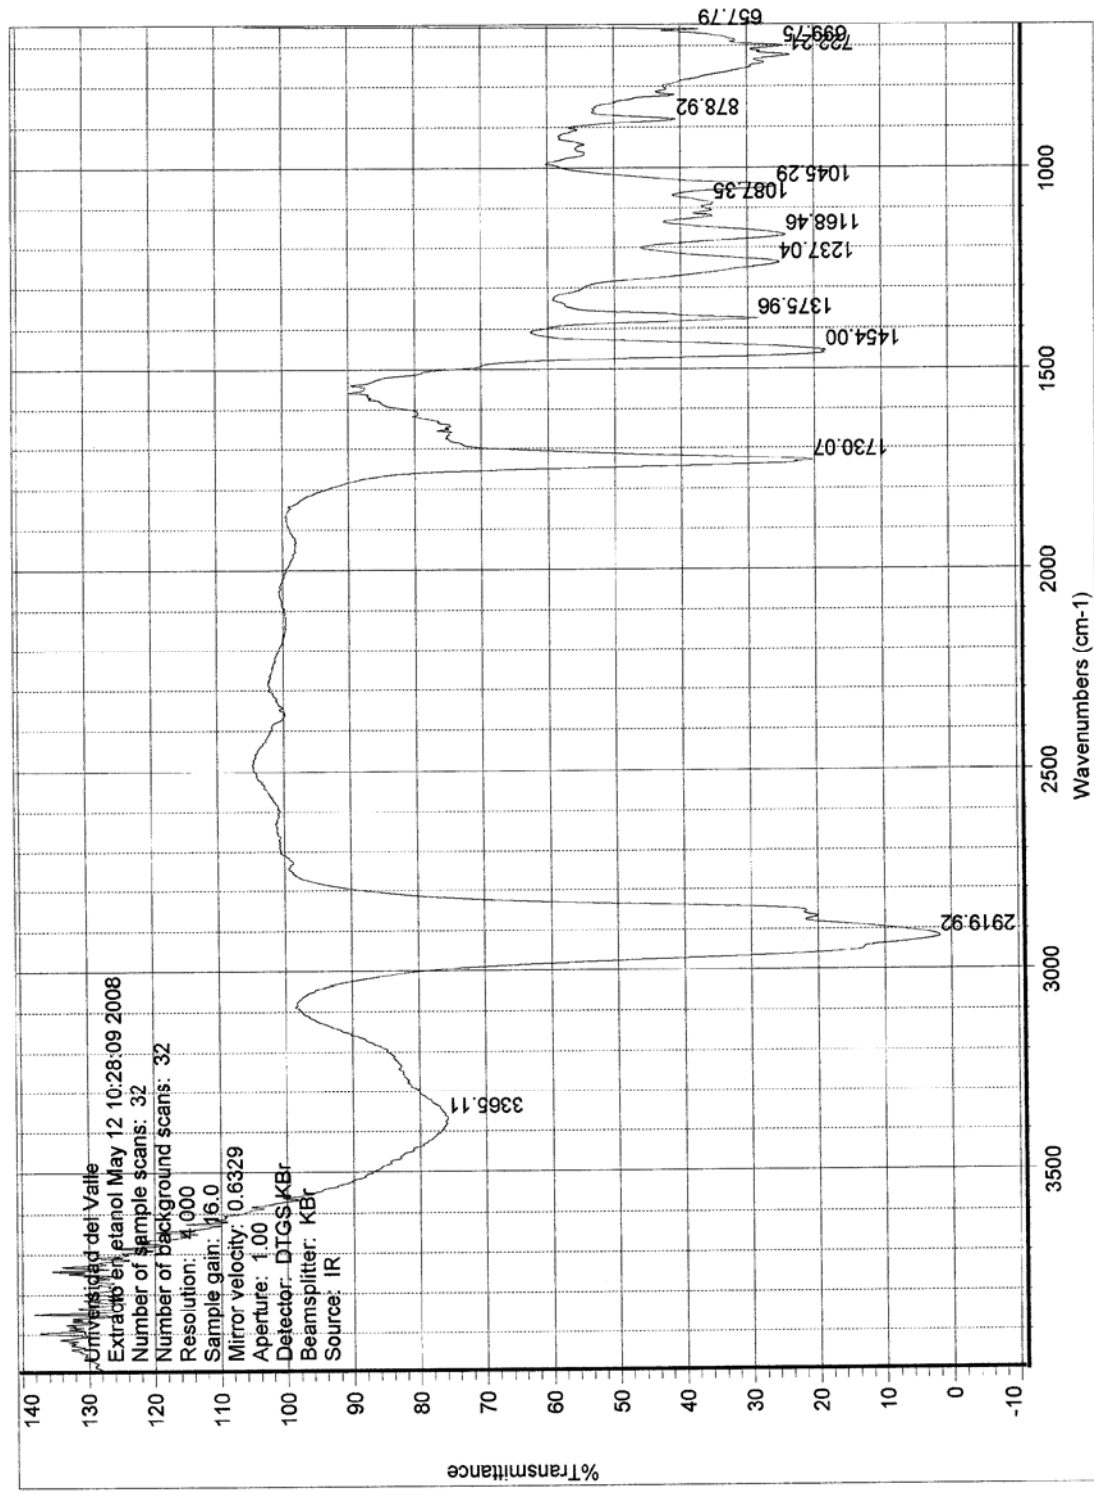 Universidad del Valle
Extracto en etanol May 12 10:28:09 2008
Number of sample scans: 32
Number of background scans: 32
Resolution: 4.000
Sample gain: 16.0
Mirror velocity: 0.6329
Aperture: 1.00
Detector: DTGS KBr
Beamsplitter: KBr
Source: IR
%Transmittance
140
130
120
110
100
90
80
70
60
50
40
30
20
10
0
-10
3365.11
2919.92
1730.07
1454.00
1375.96
1237.04
1168.46
1087.35
1045.29
878.92
722.21
699.75
657.79
3500
3000
2500
2000
1500
1000
Wavenumbers (cm-1)